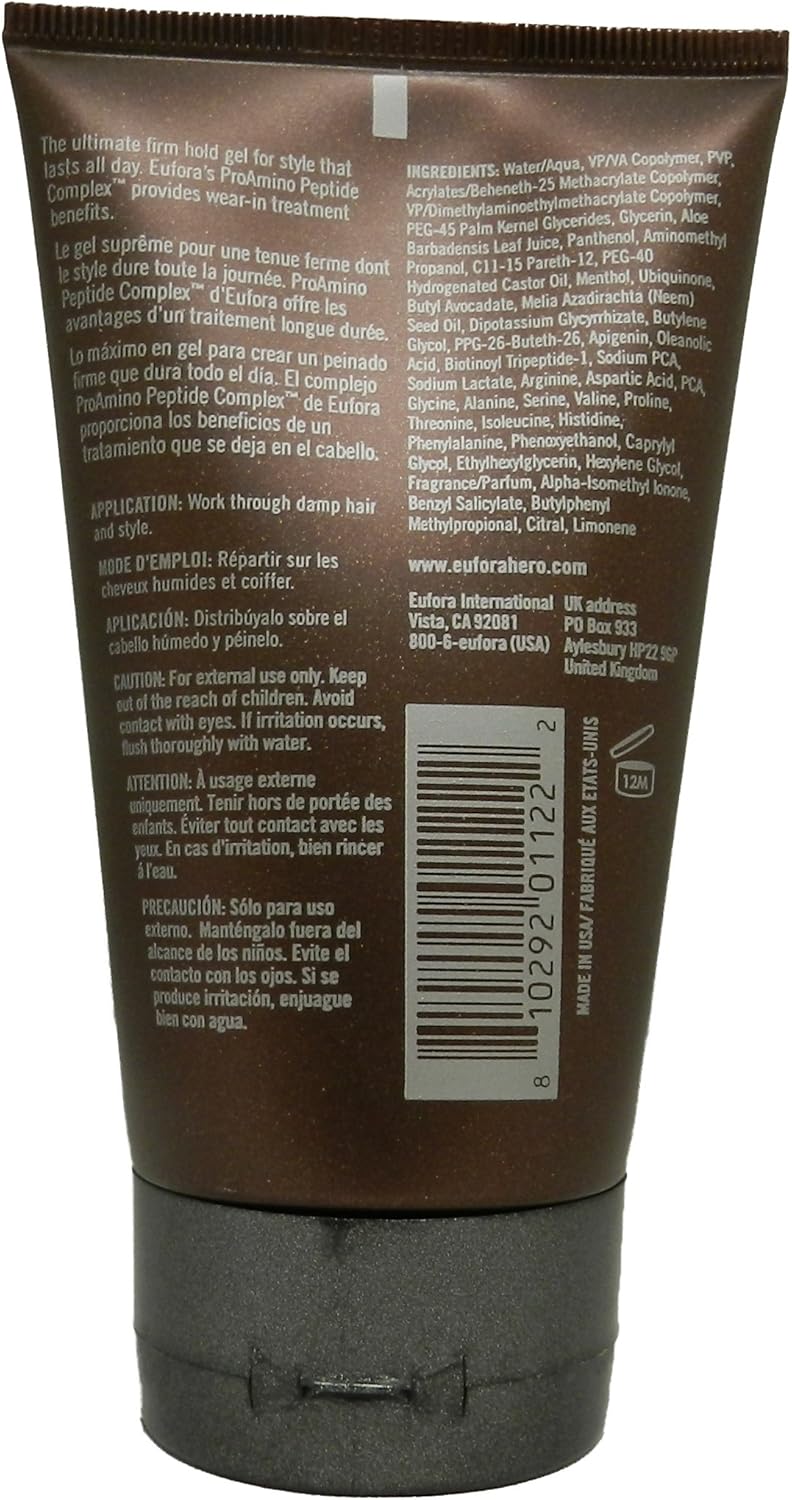 The ultimate firm hold gel for style that
lasts all day. Eufora's ProAmino Peptide
Complex™ provides wear-in treatment
benefits.
Le gel suprême pour une tenue ferme dont
le style dure toute la journée. ProAmino
Peptide Complex™ d'Eufora offre les
avantages d'un traitement longue durée.
Lo máximo en gel para crear un peinado
firme que dura todo el día. El complejo
ProAmino Peptide Complex™ de Eufora
proporciona los beneficios de un
tratamiento que se deja en el cabello.
APPLICATION: Work through damp hair
and style.
MODE D'EMPLOI: Répartir sur les
cheveux humides et coiffer.
APLICACIÓN: Distribúyalo sobre el
cabello húmedo y péinelo.
CAUTION: For external use only. Keep
out of the reach of children. Avoid
contact with eyes. If irritation occurs,
flush thoroughly with water.
ATTENTION: À usage externe
uniquement. Tenir hors de portée des
enfants. Éviter tout contact avec les
yeux. En cas d'irritation, bien rincer
á l'eau.
PRECAUCIÓN: Sólo para uso
externo. Manténgalo fuera del
alcance de los niños. Evite el
contacto con los ojos. Si se
produce irritación, enjuague
bien con agua.
INGREDIENTS: Water/Aqua, VP/VA Copolymer, PVP,
Acrylates/Beheneth-25 Methacrylate Copolymer,
VP/Dimethylaminoethylmethacrylate Copolymer,
PEG-45 Palm Kernel Glycerides, Glycerin, Aloe
Barbadensis Leaf Juice, Panthenol, Aminomethyl
Propanol, C11-15 Pareth-12, PEG-40
Hydrogenated Castor Oil, Menthol, Ubiquinone,
Butyl Avocadate, Melia Azadirachta (Neem)
Seed Oil, Dipotassium Glycyrrhizate, Butylene
Glycol, PPG-26-Buteth-26, Apigenin, Oleanolic
Acid, Biotinoyl Tripeptide-1, Sodium PCA,
Sodium Lactate, Arginine, Aspartic Acid, PCA,
Glycine, Alanine, Serine, Valine, Proline,
Threonine, Isoleucine, Histidine,
Phenylalanine, Phenoxyethanol, Caprylyl
Glycol, Ethylhexylglycerin, Hexylene Glycol,
Fragrance/Parfum, Alpha-Isomethyl Ionone,
Benzyl Salicylate, Butylphenyl
Methylpropional, Citral, Limonene
www.euforahero.com
Eufora International
Vista, CA 92081
800-6-eufora (USA)
UK address
PO Box 933
Aylesbury HP22 9GP
United Kingdom
8 10292 01122 2
MADE IN USA/ FABRIQUÉ AUX ETATS-UNIS
12M